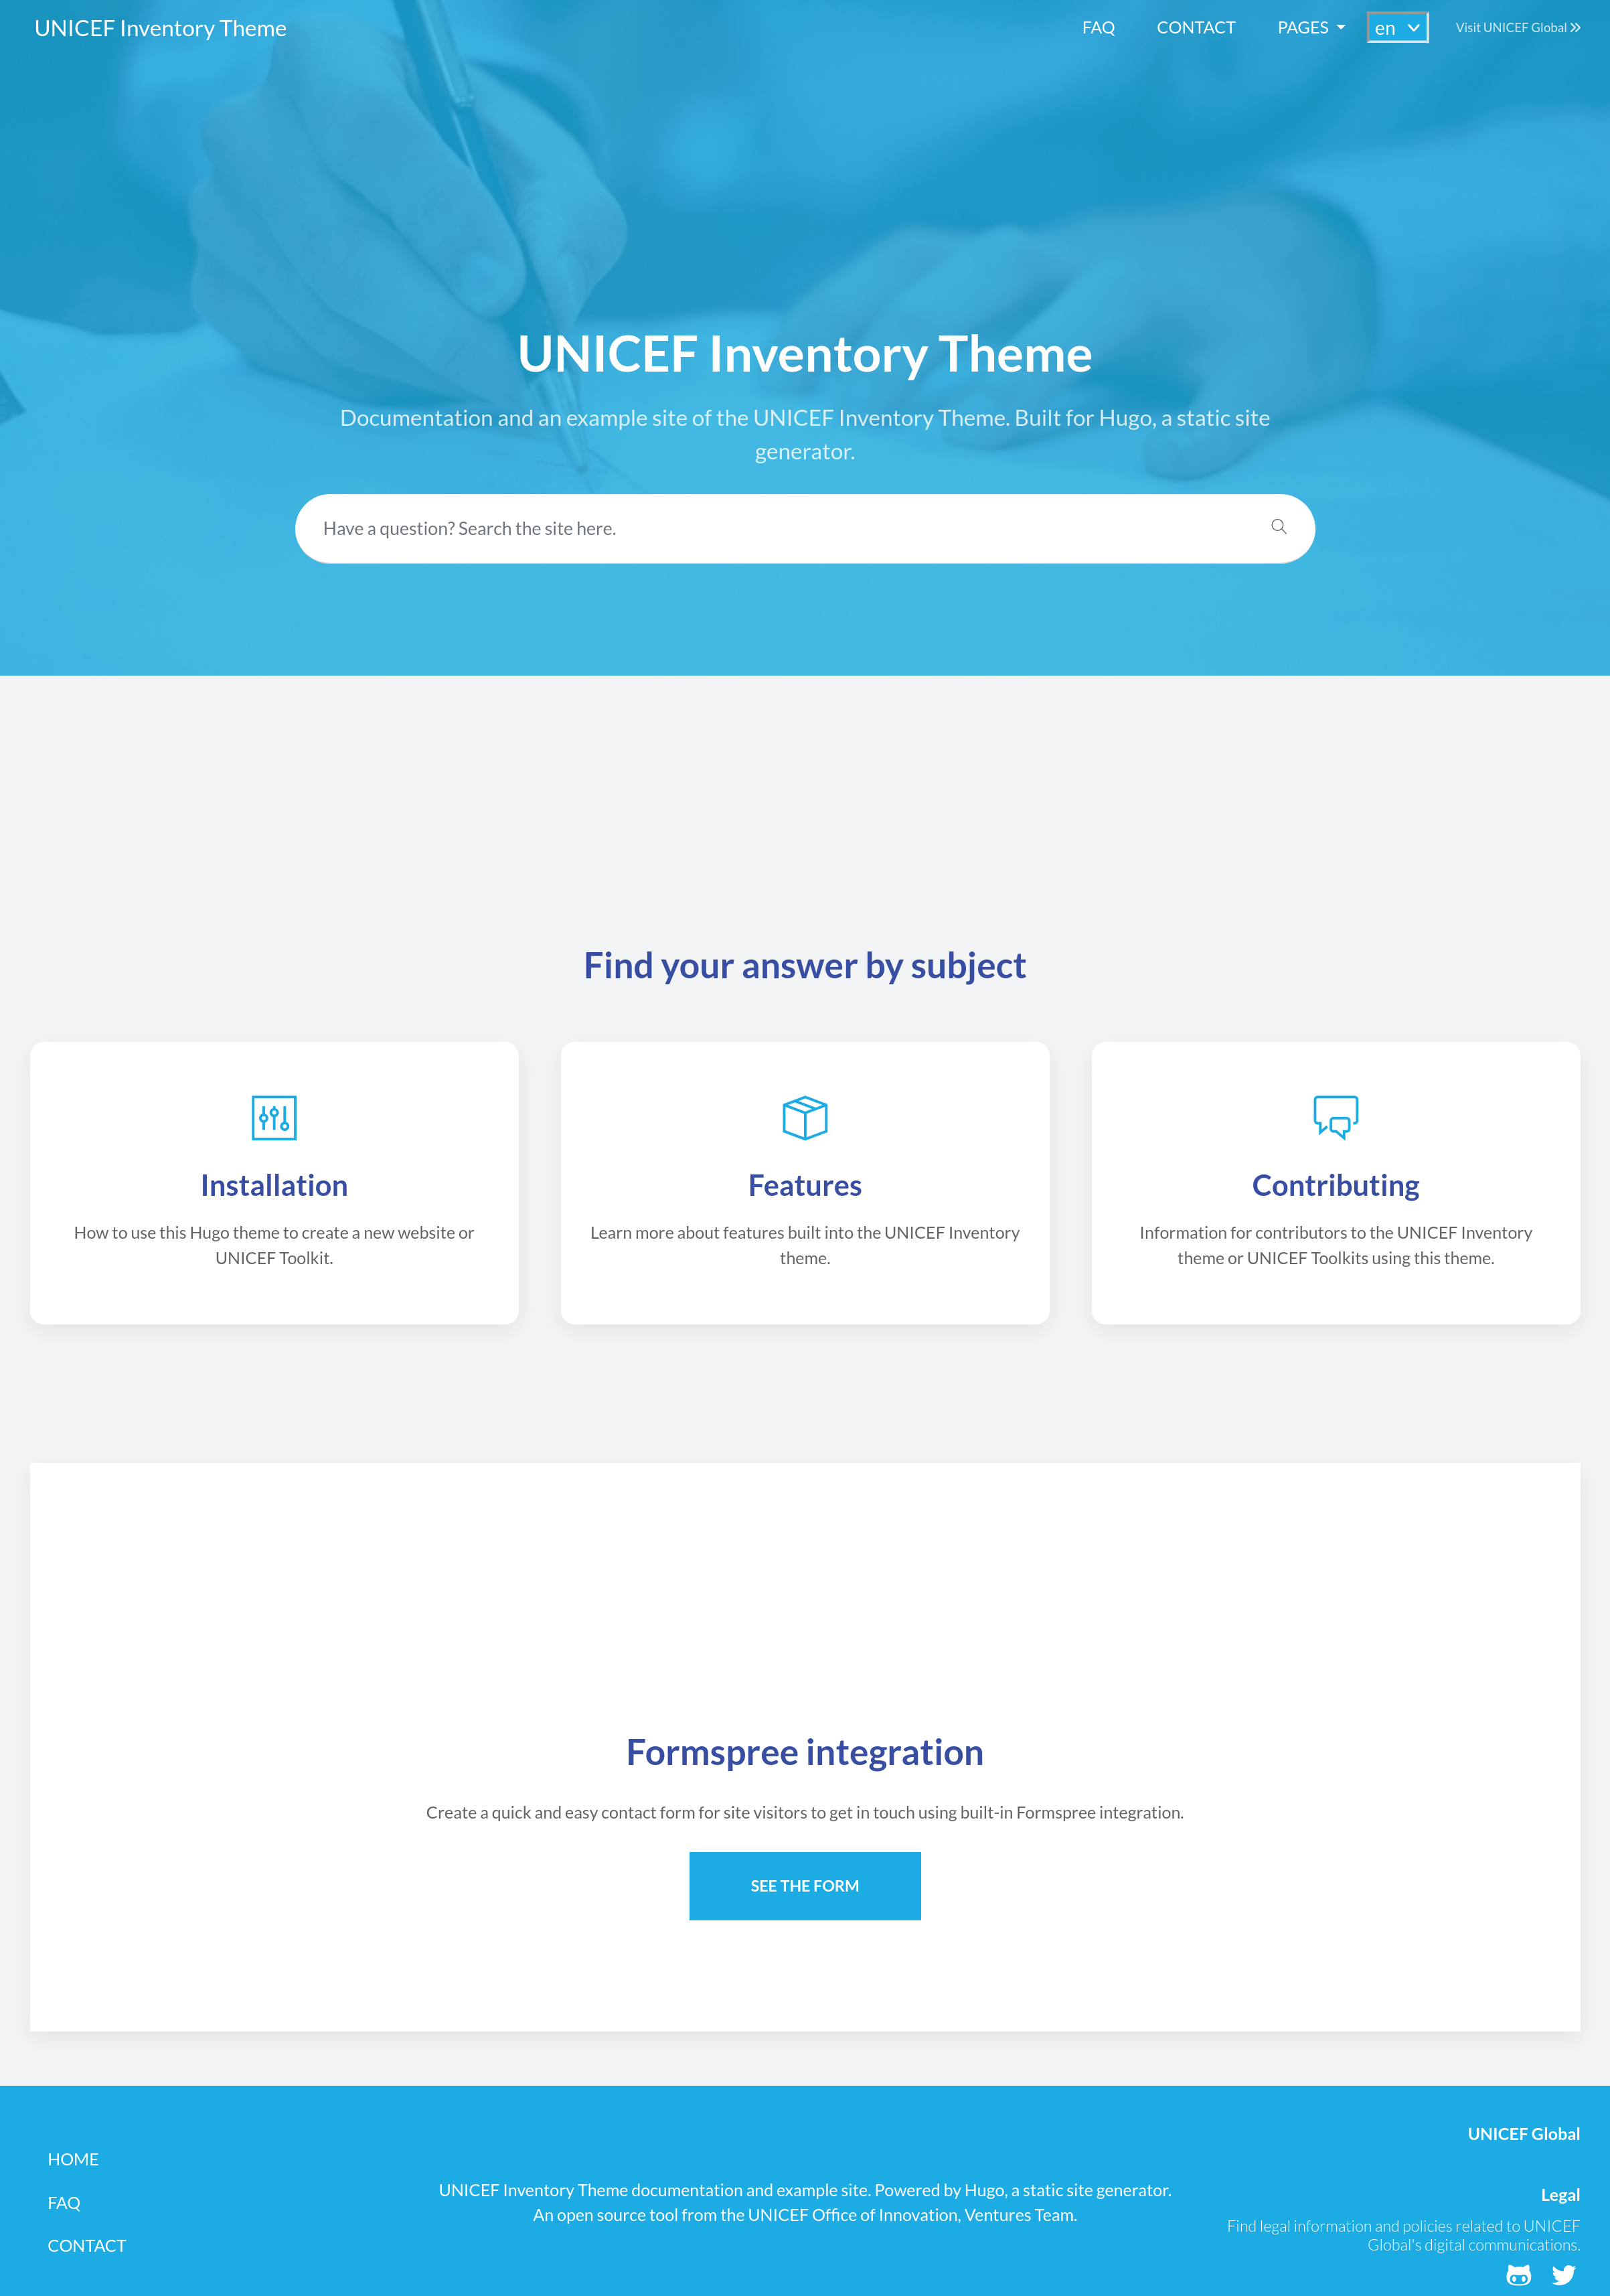 UNICEF Inventory Theme
FAQ
CONTACT
PAGES
en
Visit UNICEF Global
UNICEF Inventory Theme
Documentation and an example site of the UNICEF Inventory Theme. Built for Hugo, a static site
generator.
Have a question? Search the site here.
Find your answer by subject
Installation
How to use this Hugo theme to create a new website or
UNICEF Toolkit.
Features
Learn more about features built into the UNICEF Inventory
theme.
Contributing
Information for contributors to the UNICEF Inventory
theme or UNICEF Toolkits using this theme.
Formspree integration
Create a quick and easy contact form for site visitors to get in touch using built-in Formspree integration.
SEE THE FORM
HOME
FAQ
CONTACT
UNICEF Inventory Theme documentation and example site. Powered by Hugo, a static site generator.
An open source tool from the UNICEF Office of Innovation, Ventures Team.
UNICEF Global
Legal
Find legal information and policies related to UNICEF
Global's digital communications.